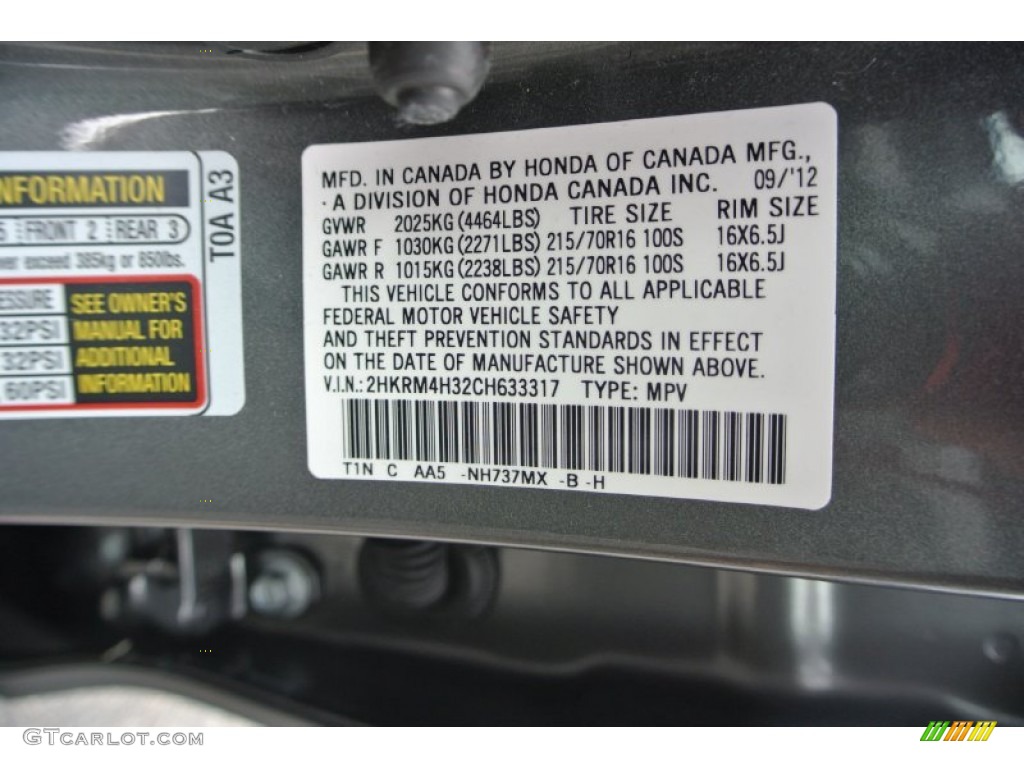 NFORMATION
5 FRONT 2 REAR 3
ver exceed 385kg or 850lbs.
ESSURE
32PSI
32PSI
60PSI
SEE OWNER'S
MANUAL FOR
ADDITIONAL
INFORMATION
T0A A3
MFD. IN CANADA BY HONDA OF CANADA MFG.,
·A DIVISION OF HONDA CANADA INC. 09/'12
GVWR 2025KG(4464LBS) TIRE SIZE RIM SIZE
GAWR F 1030KG(2271LBS) 215/70R16 100S 16X6.5J
GAWR R 1015KG(2238LBS) 215/70R16 100S 16X6.5J
THIS VEHICLE CONFORMS TO ALL APPLICABLE
FEDERAL MOTOR VEHICLE SAFETY
AND THEFT PREVENTION STANDARDS IN EFFECT
ON THE DATE OF MANUFACTURE SHOWN ABOVE.
V.I.N.: 2HKRM4H32CH633317 TYPE: MPV
T1N C AA5 -NH737MX -B -H
GTCARLOT.COM